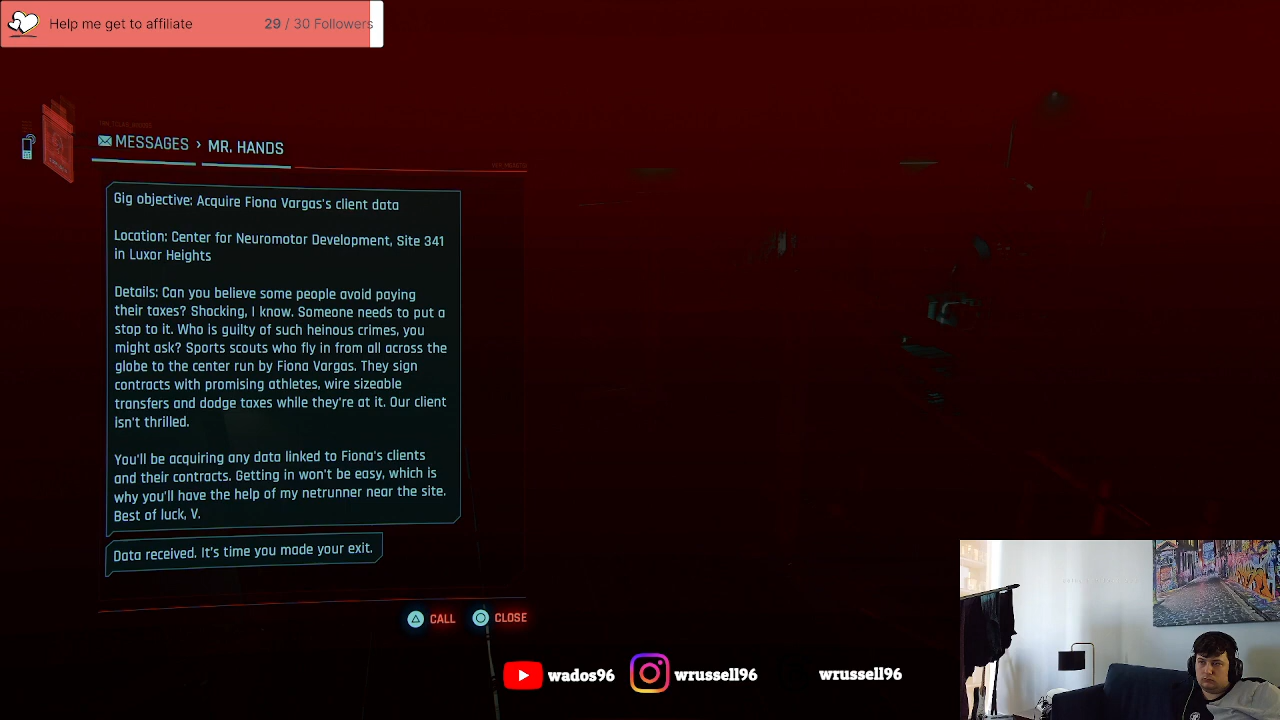 Help me get to affiliate
29 / 30 Followers
MESSAGES › MR. HANDS
Gig objective: Acquire Fiona Vargas's client data
Location: Center for Neuromotor Development, Site 341
in Luxor Heights
Details: Can you believe some people avoid paying
their taxes? Shocking, I know. Someone needs to put a
stop to it. Who is guilty of such heinous crimes, you
might ask? Sports scouts who fly in from all across the
globe to the center run by Fiona Vargas. They sign
contracts with promising athletes, wire sizeable
transfers and dodge taxes while they're at it. Our client
isn't thrilled.
You'll be acquiring any data linked to Fiona's clients
and their contracts. Getting in won't be easy, which is
why you'll have the help of my netrunner near the site.
Best of luck, V.
Data received. It's time you made your exit.
CALL
CLOSE
wados96
wrussell96
wrussell96